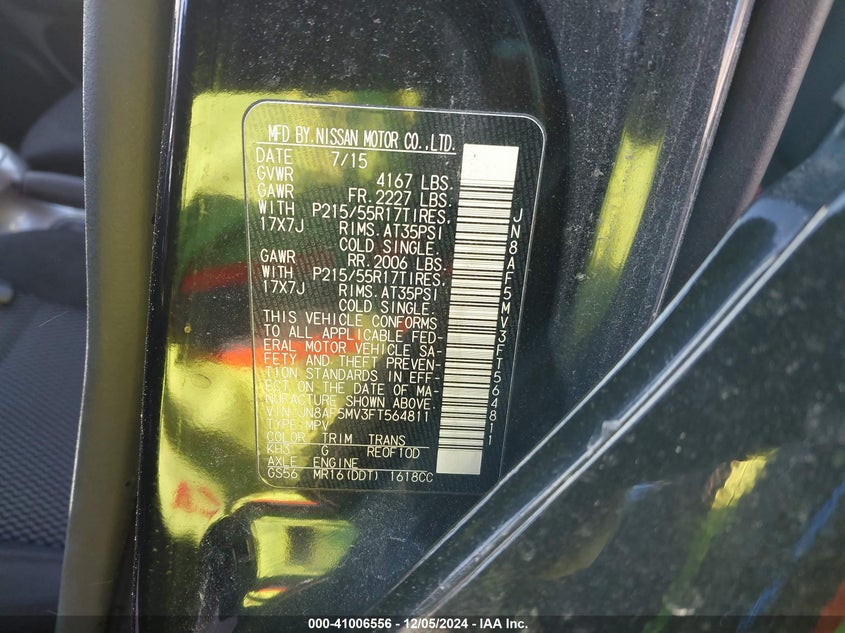 MFD BY NISSAN MOTOR CO.,LTD.
DATE 7/15
GVWR 4167 LBS.
GAWR FR. 2227 LBS.
WITH P215/55R17TIRES,
17X7J RIMS. AT35PSI
COLD SINGLE.
GAWR RR. 2006 LBS.
WITH P215/55R17TIRES,
17X7J RIMS. AT35PSI
COLD SINGLE.
THIS VEHICLE CONFORMS
TO ALL APPLICABLE FED-
ERAL MOTOR VEHICLE SA-
FETY AND THEFT PREVEN-
TION STANDARDS IN EFF-
ECT ON THE DATE OF MA-
NUFACTURE SHOWN ABOVE.
VIN: JN8AF5MV3FT564811
TYPE: MPV
COLOR TRIM TRANS
KH3 G RE0F10D
AXLE ENGINE
GS56 MR16(DDT) 1618CC
JN8AF5MV3FT564811
000-41006556 - 12/05/2024 - IAA Inc.